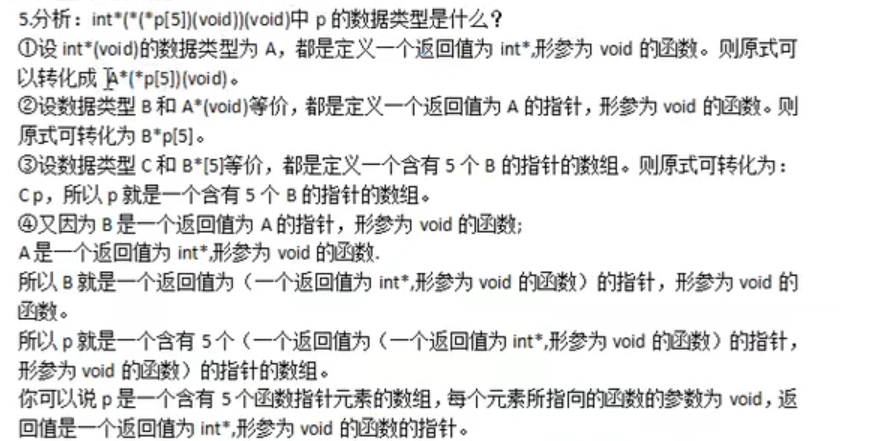 5.分析：int*(*(*p[5])(void))(void)中 p 的数据类型是什么？
①设 int*(void)的数据类型为 A，都是定义一个返回值为 int*,形参为 void 的函数。则原式可
以转化成 A*(*p[5])(void)。
②设数据类型 B 和 A*(void)等价，都是定义一个返回值为 A 的指针，形参为 void 的函数。则
原式可转化为 B*p[5]。
③设数据类型 C 和 B*[5]等价，都是定义一个含有 5 个 B 的指针的数组。则原式可转化为：
C p，所以 p 就是一个含有 5 个 B 的指针的数组。
④又因为 B 是一个返回值为 A 的指针，形参为 void 的函数;
A 是一个返回值为 int*,形参为 void 的函数.
所以 B 就是一个返回值为（一个返回值为 int*,形参为 void 的函数）的指针，形参为 void 的
函数。
所以 p 就是一个含有 5 个（一个返回值为（一个返回值为 int*,形参为 void 的函数）的指针，
形参为 void 的函数）的指针的数组。
你可以说 p 是一个含有 5 个函数指针元素的数组，每个元素所指向的函数的参数为 void，返
回值是一个返回值为 int*,形参为 void 的函数的指针。